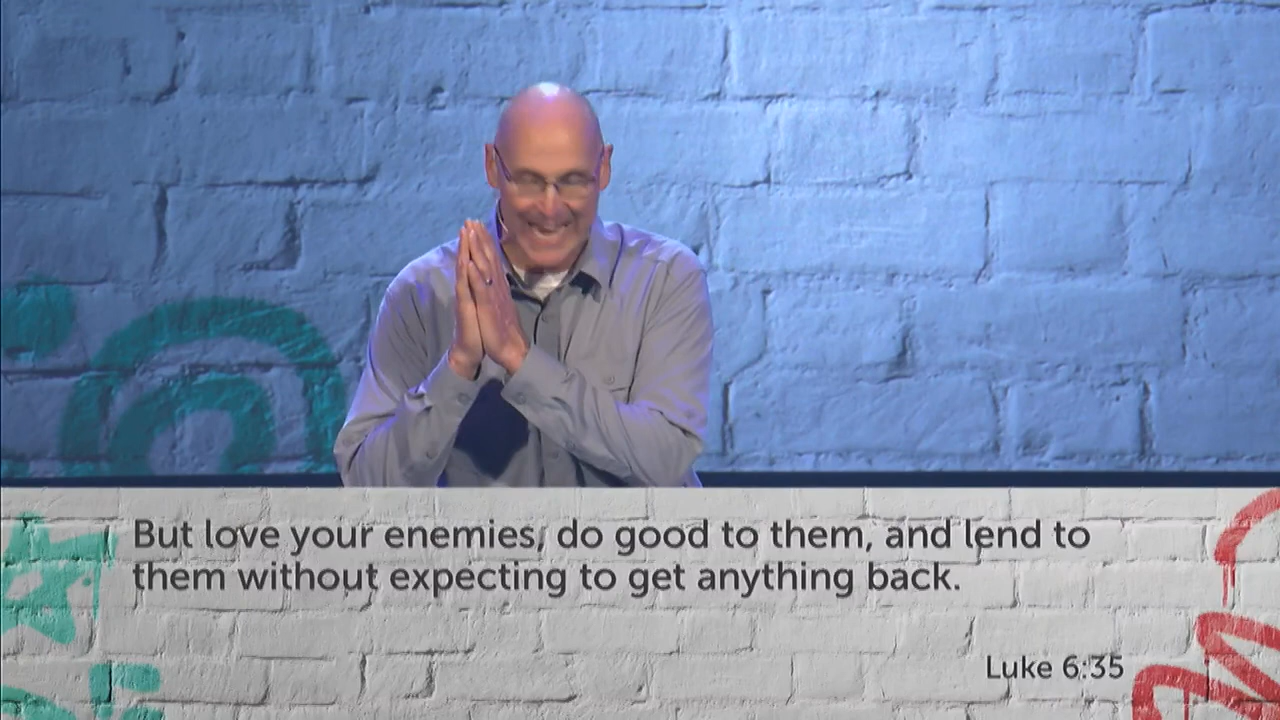 But love your enemies, do good to them, and lend to
them without expecting to get anything back.
Luke 6:35